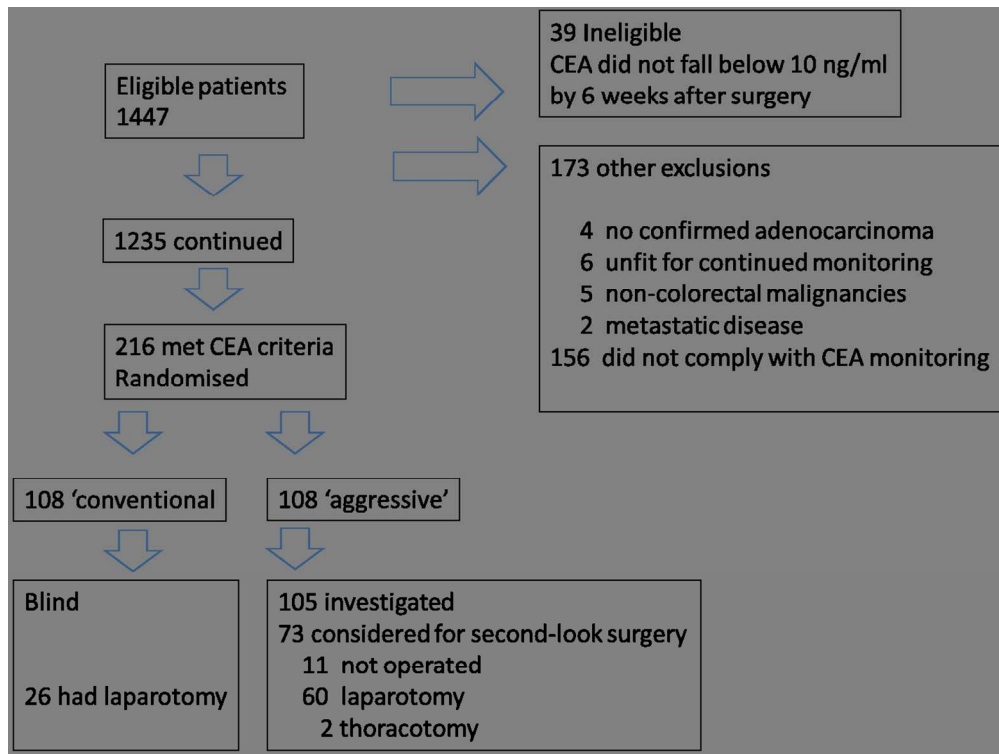 Eligible patients
1447
39 Ineligible
CEA did not fall below 10 ng/ml
by 6 weeks after surgery
173 other exclusions
4 no confirmed adenocarcinoma
6 unfit for continued monitoring
5 non-colorectal malignancies
2 metastatic disease
156 did not comply with CEA monitoring
1235 continued
216 met CEA criteria
Randomised
108 ‘conventional
108 ‘aggressive’
Blind
26 had laparotomy
105 investigated
73 considered for second-look surgery
11 not operated
60 laparotomy
2 thoracotomy